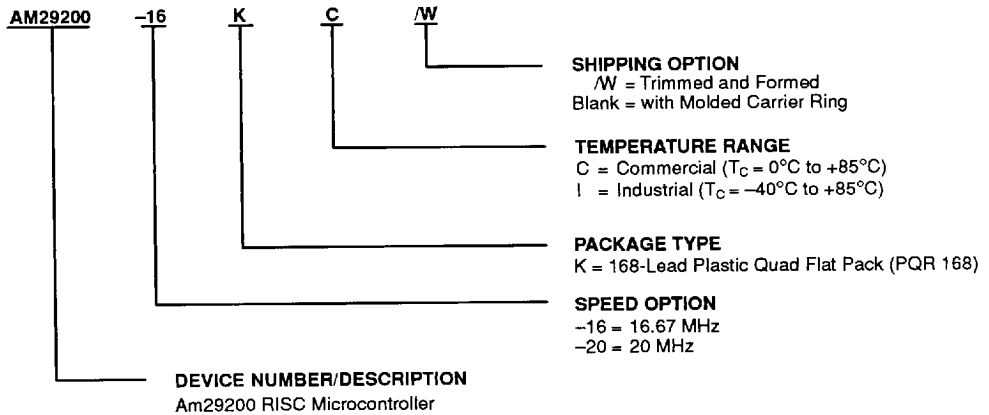 AM29200 –16 K C /W
SHIPPING OPTION
/W = Trimmed and Formed
Blank = with Molded Carrier Ring
TEMPERATURE RANGE
C = Commercial (TC = 0°C to +85°C)
I = Industrial (TC = –40°C to +85°C)
PACKAGE TYPE
K = 168-Lead Plastic Quad Flat Pack (PQR 168)
SPEED OPTION
–16 = 16.67 MHz
–20 = 20 MHz
DEVICE NUMBER/DESCRIPTION
Am29200 RISC Microcontroller